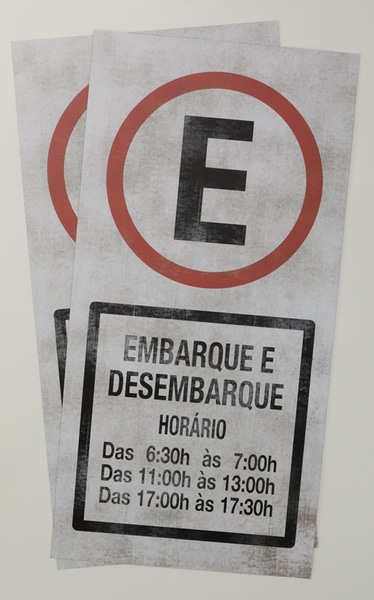 E
EMBARQUE E
DESEMBARQUE
HORÁRIO
Das 6:30h às 7:00h
Das 11:00h às 13:00h
Das 17:00h às 17:30h